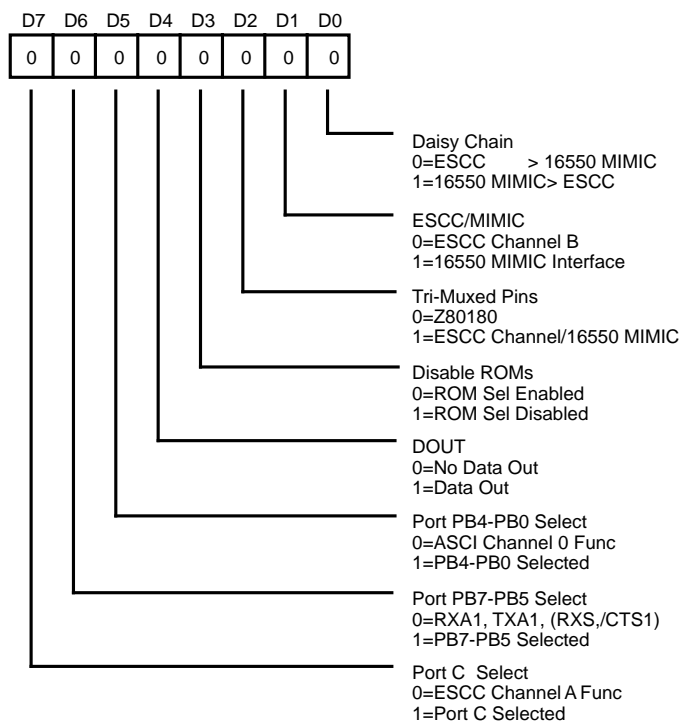 D7 D6 D5 D4 D3 D2 D1 D0
0 0 0 0 0 0 0 0
Daisy Chain
0=ESCC > 16550 MIMIC
1=16550 MIMIC> ESCC
ESCC/MIMIC
0=ESCC Channel B
1=16550 MIMIC Interface
Tri-Muxed Pins
0=Z80180
1=ESCC Channel/16550 MIMIC
Disable ROMs
0=ROM Sel Enabled
1=ROM Sel Disabled
DOUT
0=No Data Out
1=Data Out
Port PB4-PB0 Select
0=ASCI Channel 0 Func
1=PB4-PB0 Selected
Port PB7-PB5 Select
0=RXA1, TXA1, (RXS,/CTS1)
1=PB7-PB5 Selected
Port C Select
0=ESCC Channel A Func
1=Port C Selected